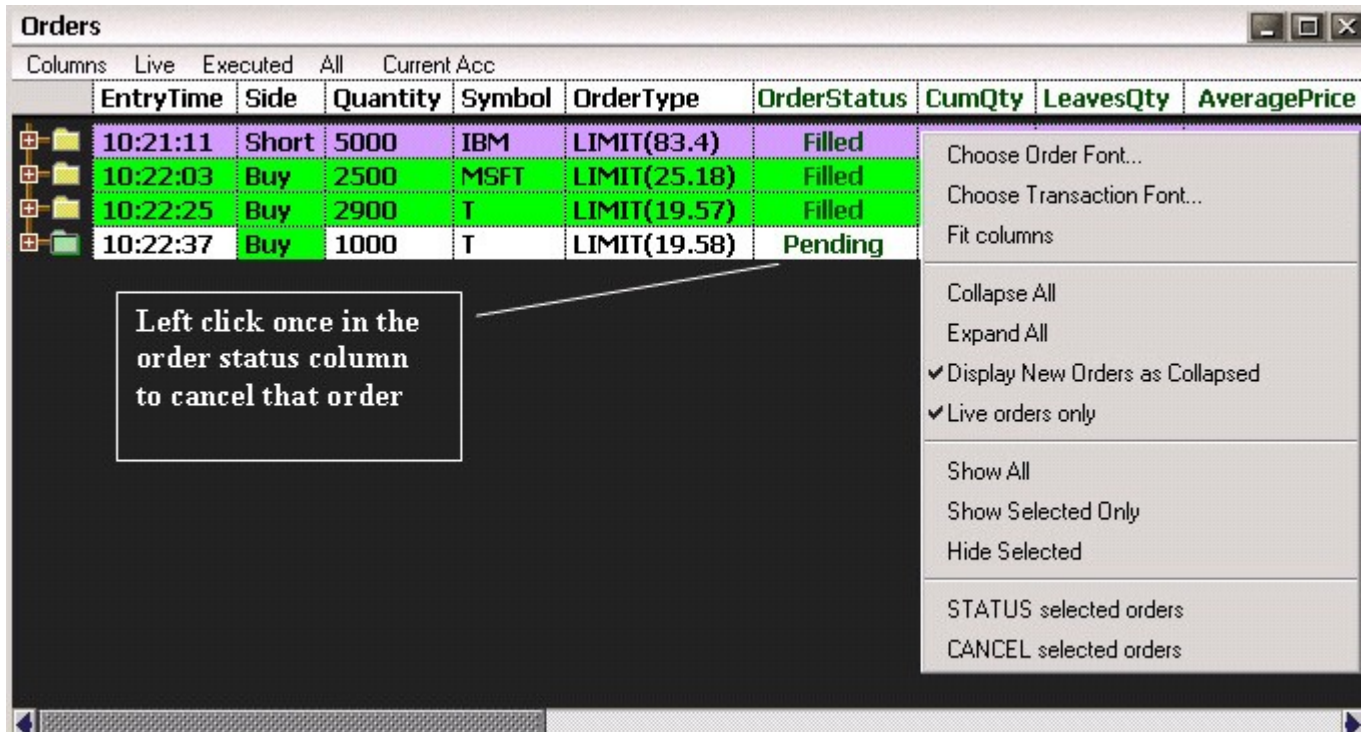 Orders
Columns Live Executed All Current Acc
EntryTime Side Quantity Symbol OrderType OrderStatus CumQty LeavesQty AveragePrice
10:21:11 Short 5000 IBM LIMIT(83.4) Filled
10:22:03 Buy 2500 MSFT LIMIT(25.18) Filled
10:22:25 Buy 2900 T LIMIT(19.57) Filled
10:22:37 Buy 1000 T LIMIT(19.58) Pending
Left click once in the
order status column
to cancel that order
Choose Order Font...
Choose Transaction Font...
Fit columns
Collapse All
Expand All
Display New Orders as Collapsed
Live orders only
Show All
Show Selected Only
Hide Selected
STATUS selected orders
CANCEL selected orders